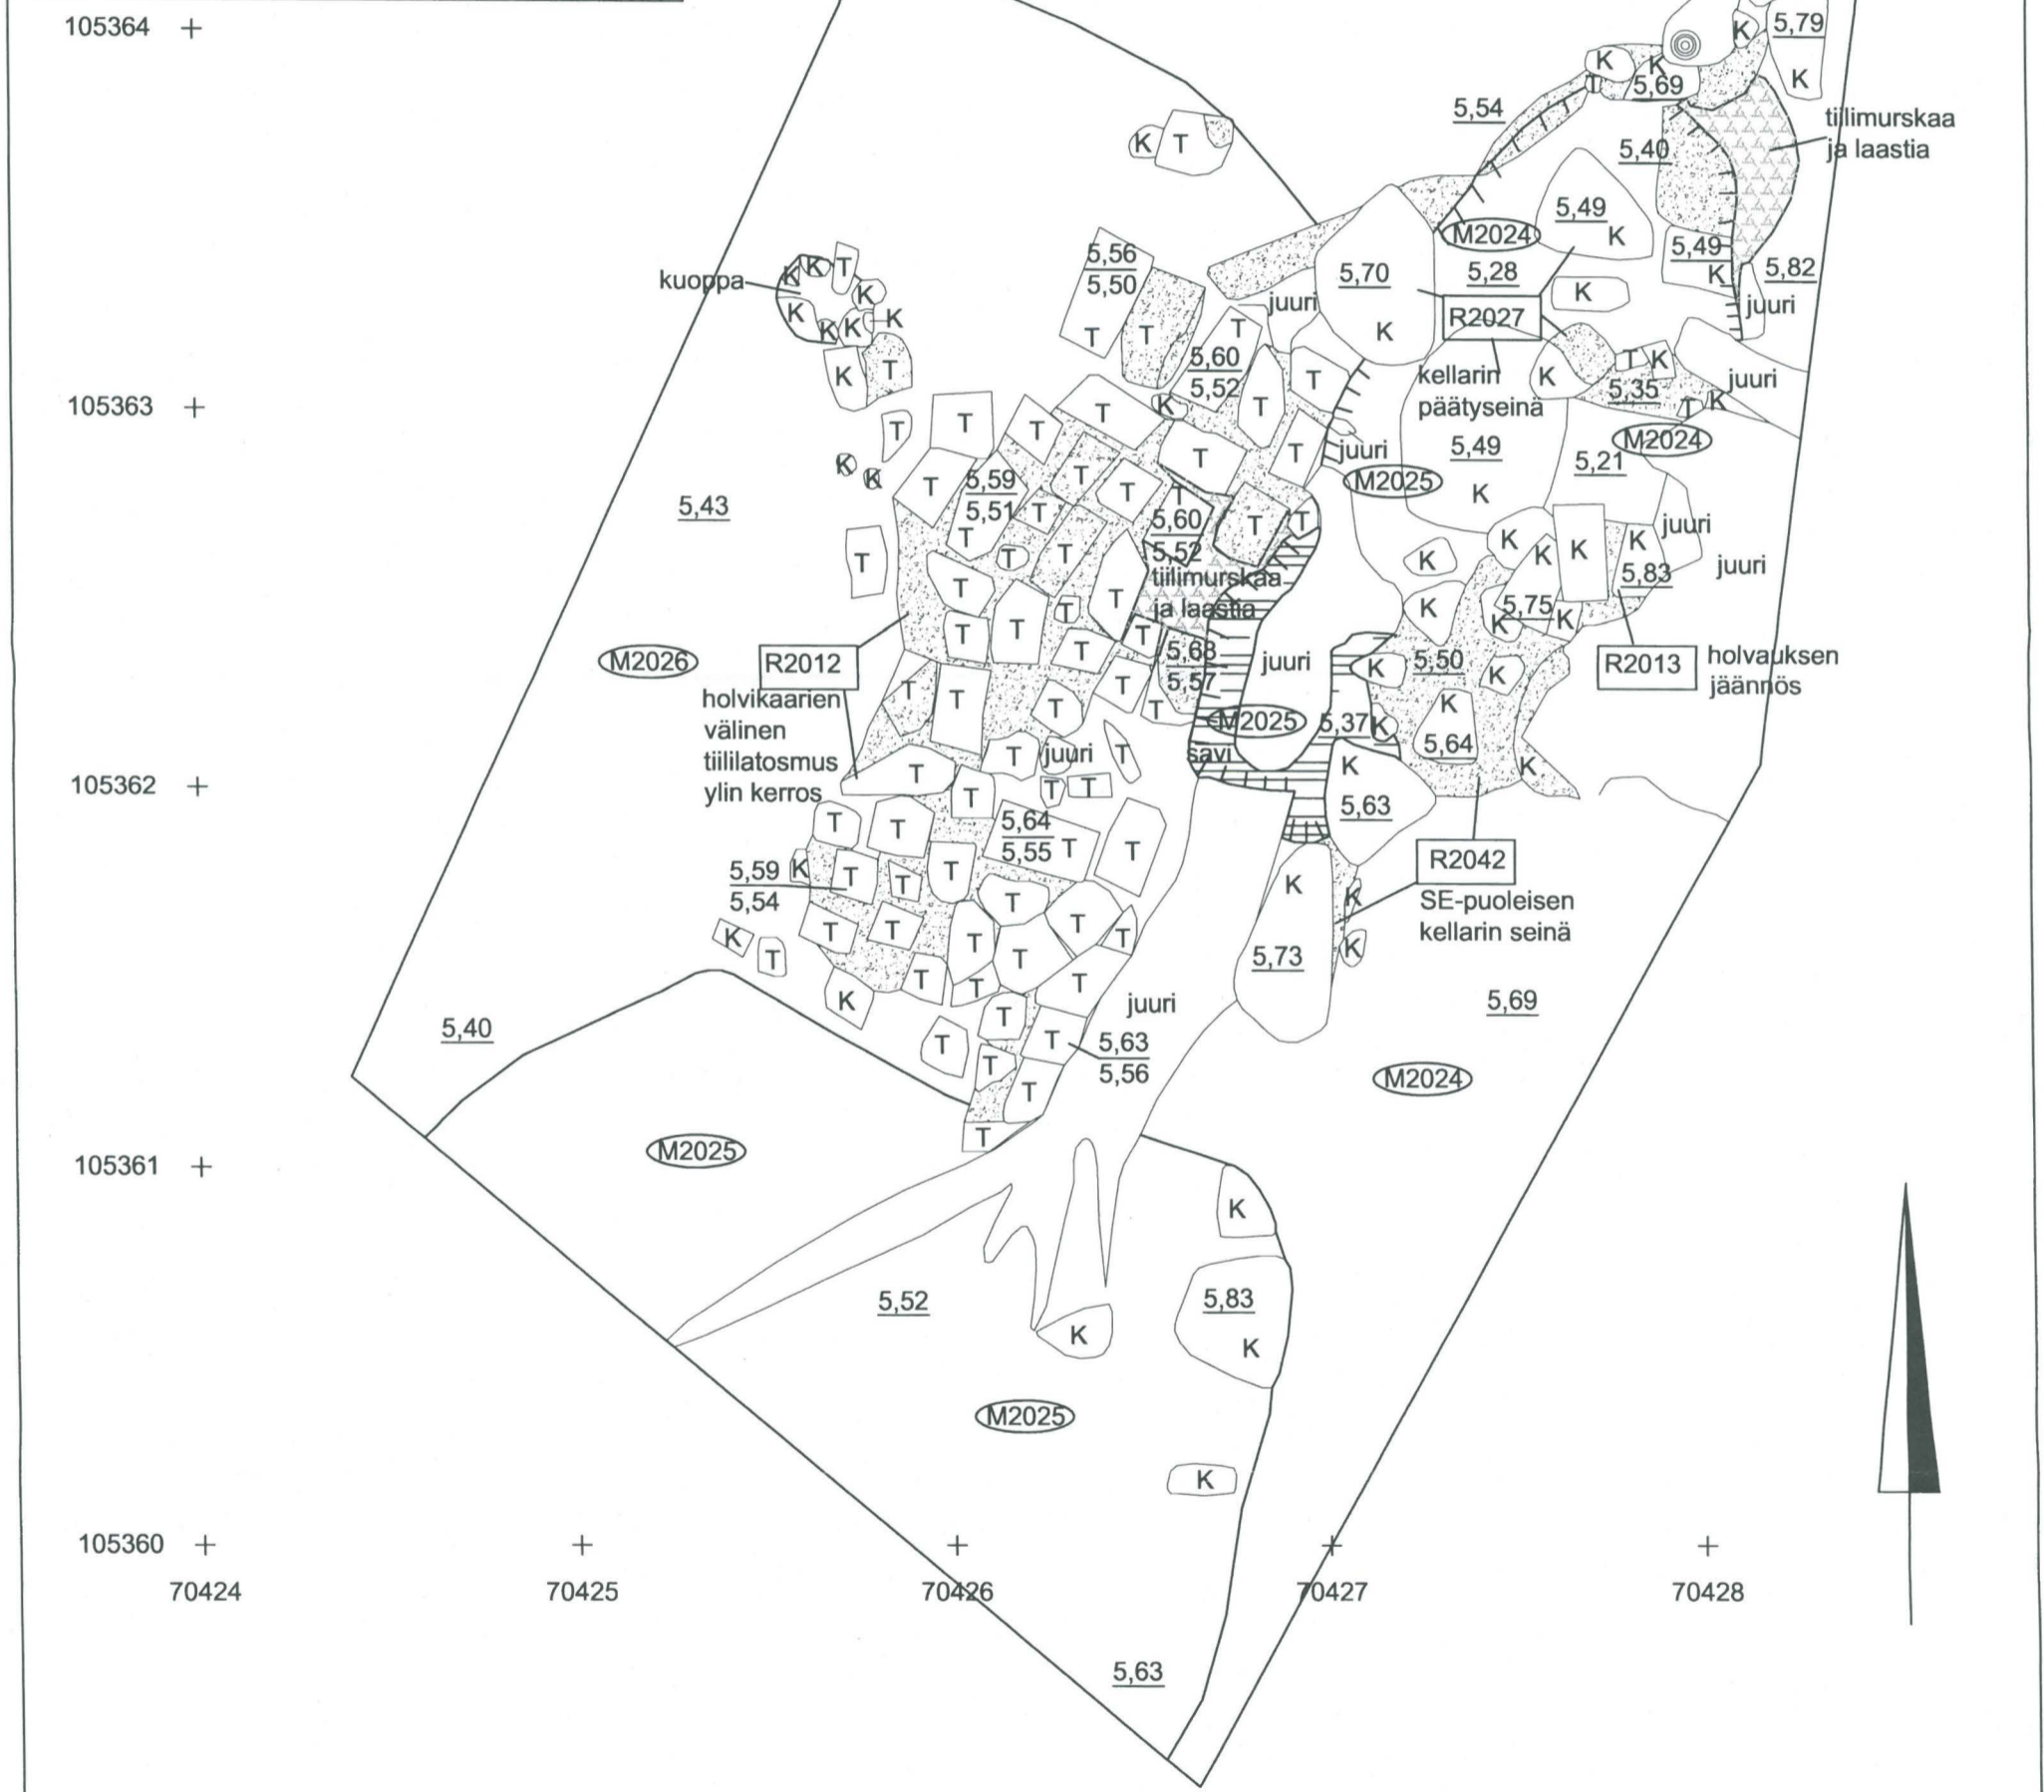 105364
K
5,79
K
K
5,69
T
K
5,54
tiilimurskaa
ja laastia
K
T
5,40
5,49
K
M2024
5,56
5,50
5,70
5,28
5,49
K
5,82
kuoppa
K
K
T
K
K
K
K
K
juuri
K
juuri
R2027
T
T
T
K
K
T
5,60
5,52
T
kellarin
päätyseinä
K
T
K
juuri
5,35
T
K
105363
T
T
T
T
K
T
T
T
juuri
M2024
5,49
5,21
K
K
T
5,59
5,51
T
T
T
T
M2025
K
5,43
T
T
5,60
5,52
T
T
juuri
T
T
T
K
K
K
K
K
5,83
juuri
tiilimurskaa
ja laastia
T
T
T
T
K
5,75
K
K
T
T
T
T
5,68
5,57
juuri
K
5,50
K
M2026
R2012
R2013
holvauksen
jäännös
holvikaarien
välinen
tiililatosmus
ylin kerros
T
T
T
T
T
M2025
5,37
K
K
5,64
T
juuri
T
savi
K
K
105362
T
T
T
T
5,63
T
T
5,64
5,55
T
T
R2042
SE-puoleisen
kellarin seinä
5,59
5,54
K
T
T
T
T
K
K
K
T
T
T
T
T
K
T
T
5,73
T
T
T
K
juuri
5,69
5,40
T
T
T
5,63
5,56
T
T
M2024
T
M2025
105361
K
5,52
5,83
K
K
M2025
K
105360
70424
70425
70426
70427
70428
5,63